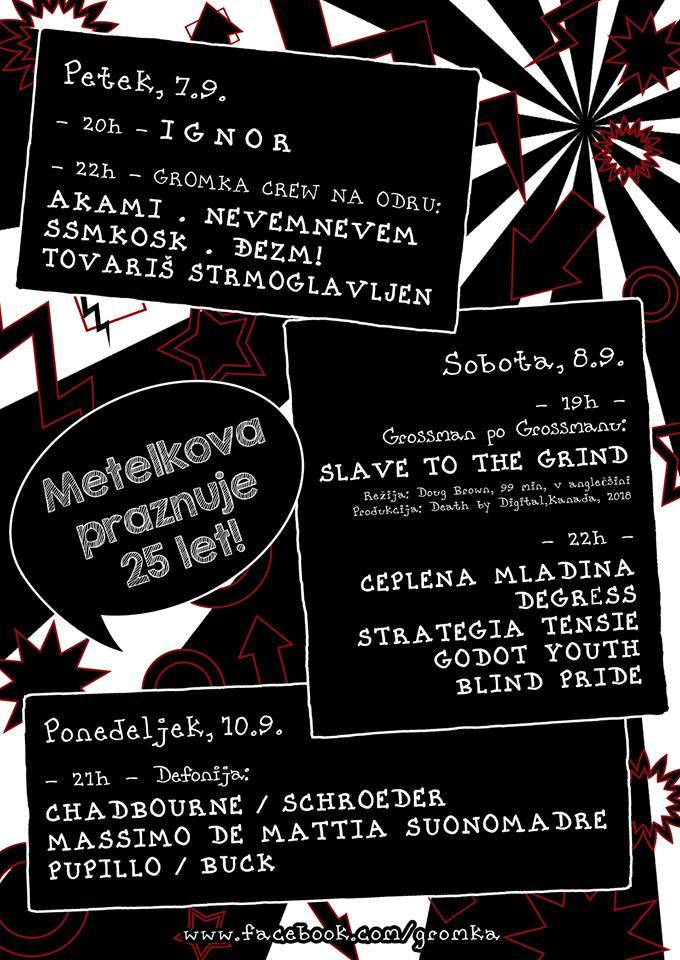 Petek, 7.9.
- 20h - IGNOR
- 22h - GROMKA CREW NA ODRU:
AKAMI . NEVEMNEVEM
SSMKOSK . ĐEZM!
TOVARIŠ STRMOGLAVLJEN
Sobota, 8.9.
- 19h -
Grossman po Grossmanu:
SLAVE TO THE GRIND
Režija: Doug Brown, 99 min, v angleščini
Produkcija: Death by Digital,Kanada, 2018
- 22h -
CEPLENA MLADINA
DEGRESS
STRATEGIA TENSIE
GODOT YOUTH
BLIND PRIDE
Metelkova
praznuje
25 let!
Ponedeljek, 10.9.
- 21h - Defonija:
CHADBOURNE / SCHROEDER
MASSIMO DE MATTIA SUONOMADRE
PUPILLO / BUCK
www.facebook.com/gromka